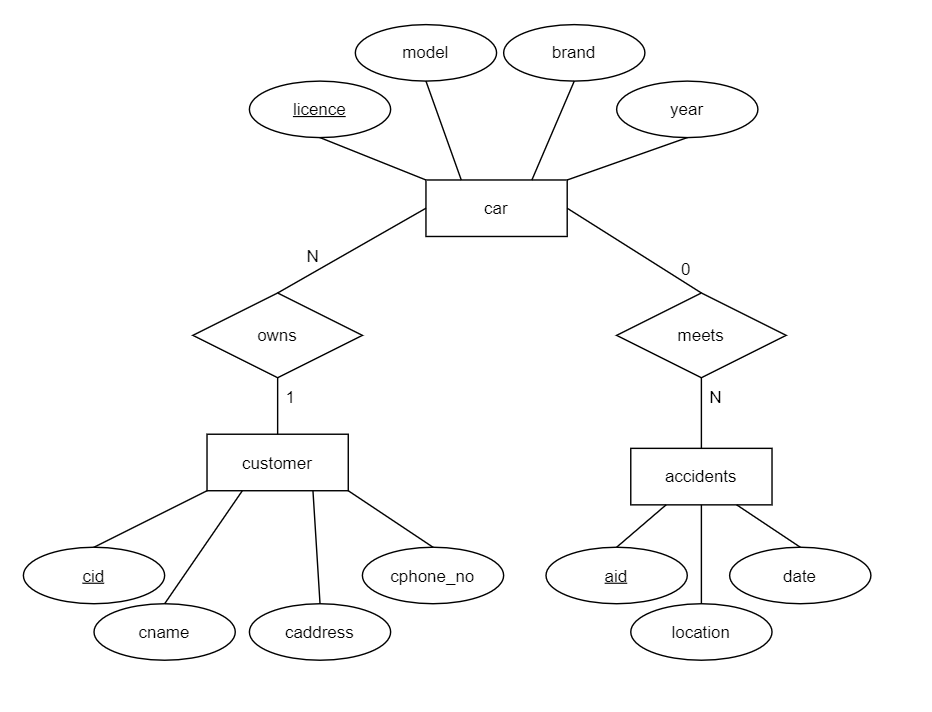 model
brand
licence
year
car
N
0
owns
meets
1
N
customer
accidents
cid
cphone_no
aid
date
cname
caddress
location